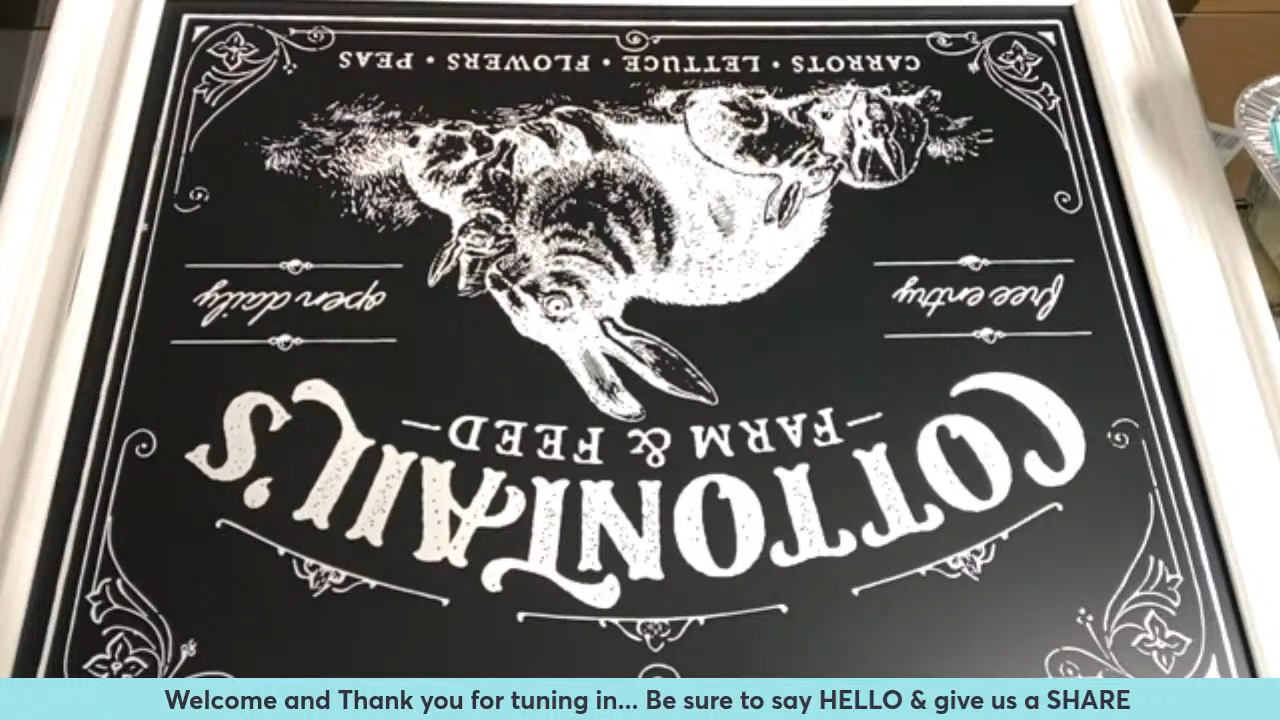 COTTONTAIL'S
—FARM & FEED—
free entry
open daily
CARROTS • LETTUCE • FLOWERS • PEAS
Welcome and Thank you for tuning in... Be sure to say HELLO & give us a SHARE